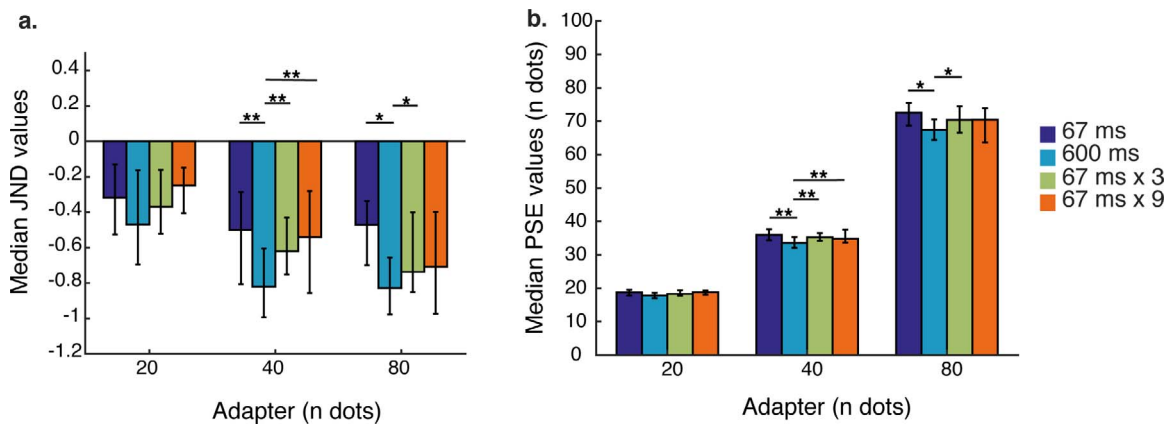 a.
Median JND values
0.4
0.2
0
-0.2
-0.4
-0.6
-0.8
-1
-1.2
** ** **
* *
20 40 80
Adapter (n dots)
b.
Median PSE values (n dots)
100
90
80
70
60
50
40
30
20
10
0
** ** **
* *
20 40 80
Adapter (n dots)
67 ms
600 ms
67 ms x 3
67 ms x 9